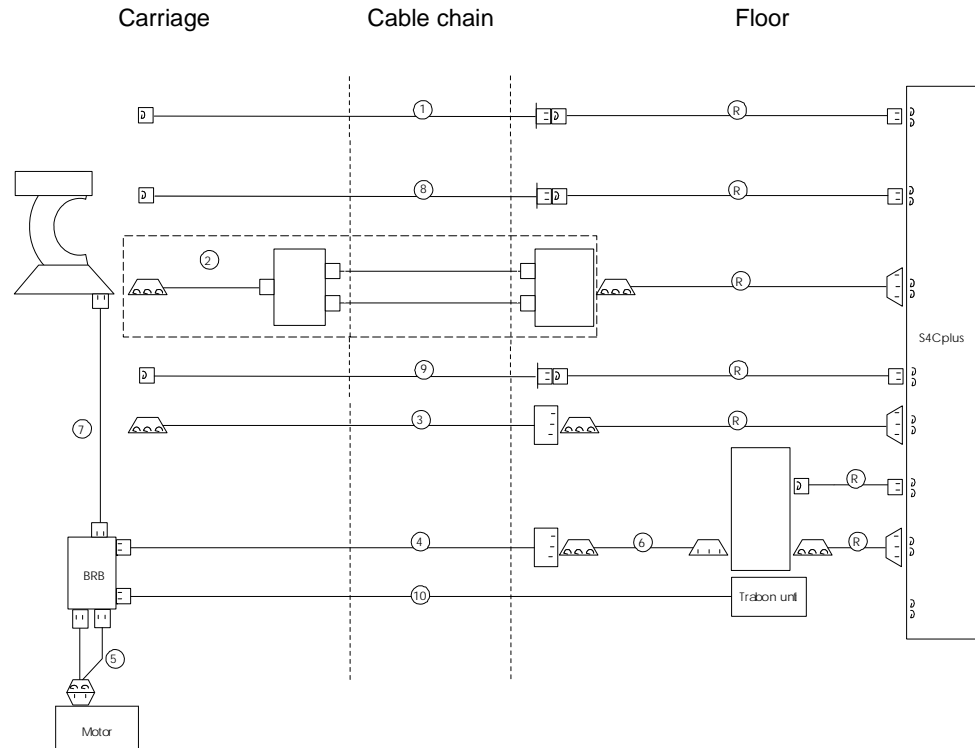 Carriage Cable chain Floor
1 R
8 R
2 R
S4Cplus
9 R
3 R
7
R
4 6 R
BRB
10 Trabon unit
5
Motor